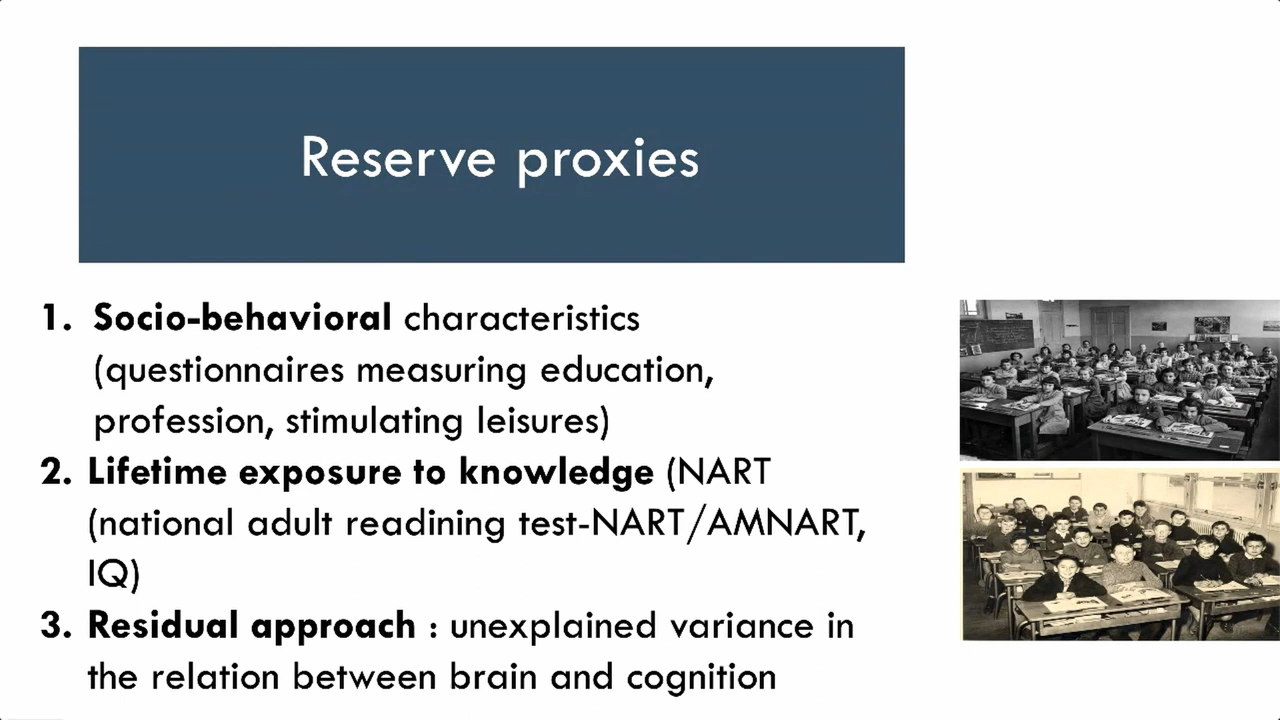 Reserve proxies
1. Socio-behavioral characteristics
(questionnaires measuring education,
profession, stimulating leisures)
2. Lifetime exposure to knowledge (NART
(national adult readining test-NART/AMNART,
IQ)
3. Residual approach : unexplained variance in
the relation between brain and cognition